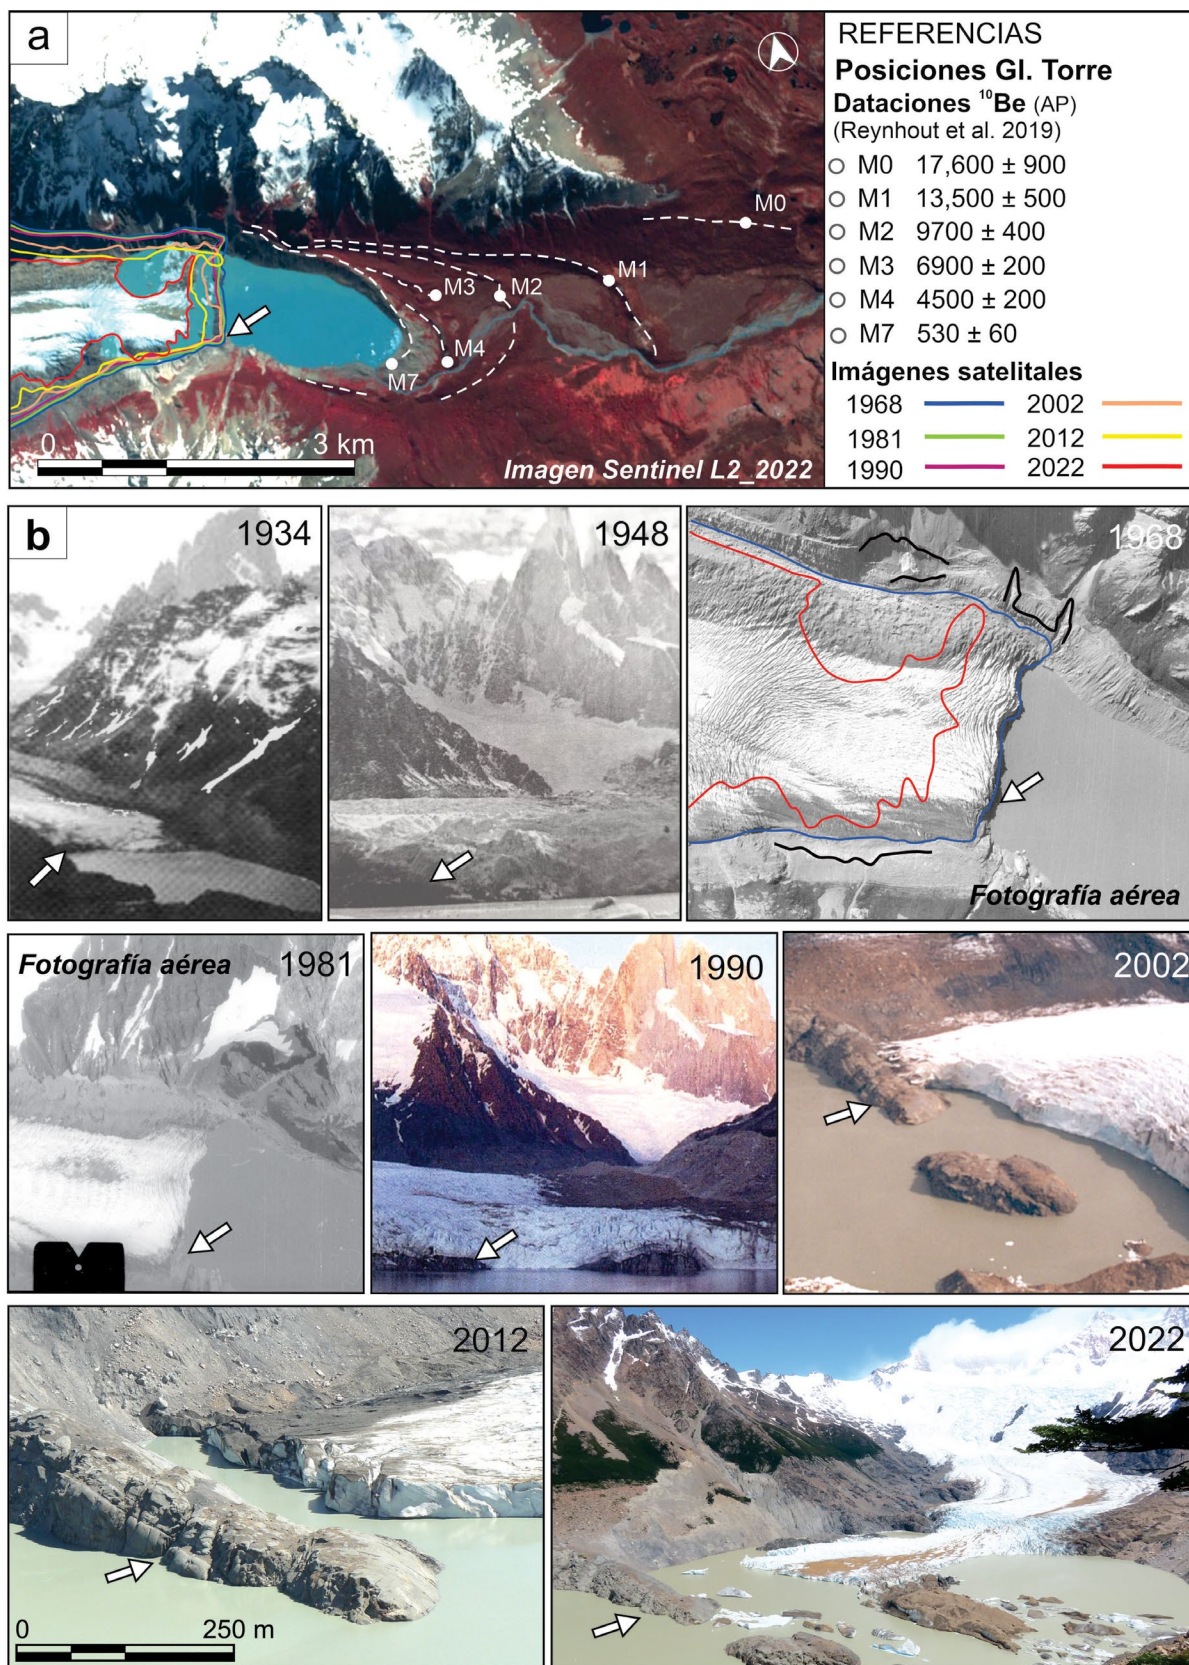 a
M0
M1
M2
M3
M4
M7
0 3 km
Imagen Sentinel L2_2022
REFERENCIAS
Posiciones Gl. Torre
Dataciones ¹⁰Be (AP)
(Reynhout et al. 2019)
M0 17,600 ± 900
M1 13,500 ± 500
M2 9700 ± 400
M3 6900 ± 200
M4 4500 ± 200
M7 530 ± 60
Imágenes satelitales
1968 2002
1981 2012
1990 2022
b
1934
1948
1968
Fotografía aérea
Fotografía aérea 1981
1990
2002
2012
0 250 m
2022